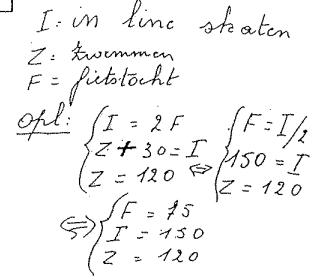 I: in line skaten
Z: zwemmen
F = fietstocht
Opl: { I = 2F { F = I/2
{ Z + 30 = I ⇔ { 150 = I
{ Z = 120 { Z = 120
⇔ { F = 75
{ I = 150
{ Z = 120